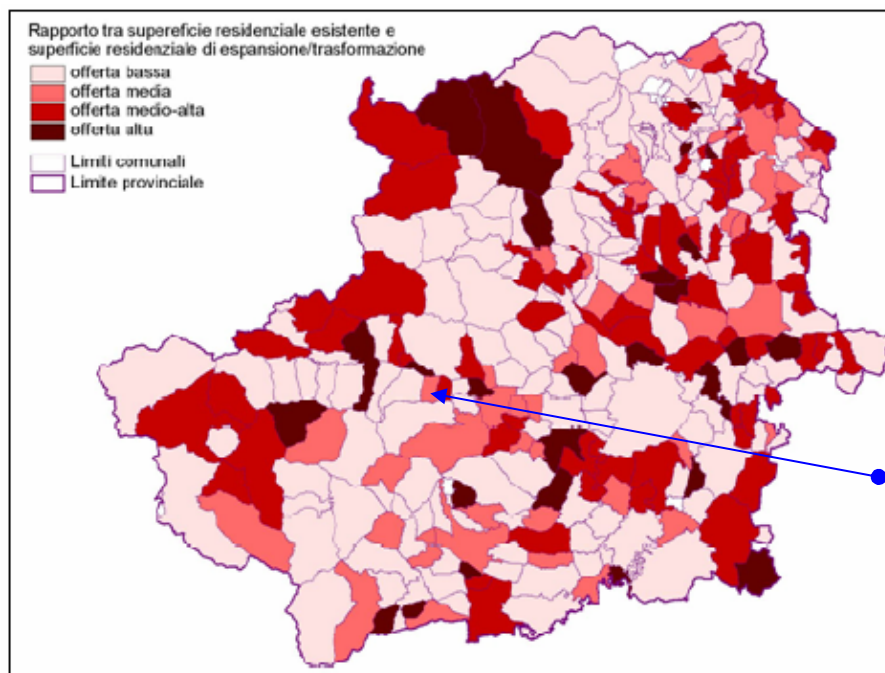 Rapporto tra supereficie residenziale esistente e
superficie residenziale di espansione/trasformazione
offerta bassa
offerta media
offerta medio-alta
offerta alta
Limiti comunali
Limite provinciale